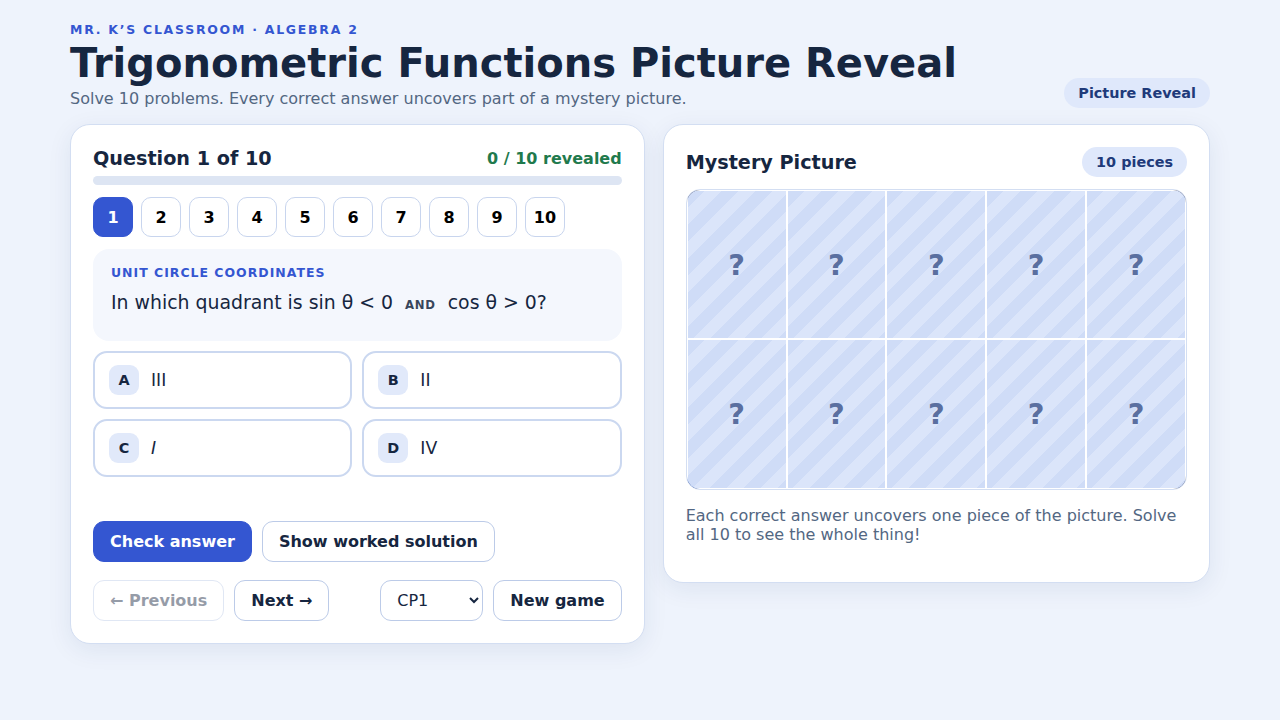 MR. K’S CLASSROOM · ALGEBRA 2
Trigonometric Functions Picture Reveal
Solve 10 problems. Every correct answer uncovers part of a mystery picture.
Picture Reveal
Question 1 of 10
0 / 10 revealed
1 2 3 4 5 6 7 8 9 10
UNIT CIRCLE COORDINATES
In which quadrant is sin θ < 0 AND cos θ > 0?
A III
B II
C I
D IV
Check answer
Show worked solution
← Previous
Next →
CP1
New game
Mystery Picture
10 pieces
? ? ? ? ?
? ? ? ? ?
Each correct answer uncovers one piece of the picture. Solve
all 10 to see the whole thing!